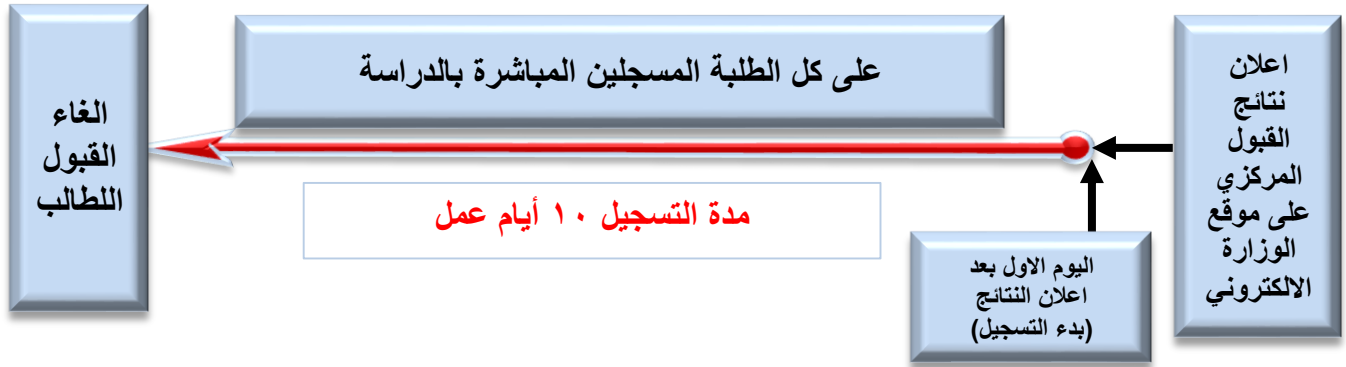 اعلان
نتائج
القبول
المركزي
على موقع
الوزارة
الالكتروني
على كل الطلبة المسجلين المباشرة بالدراسة
الغاء
القبول
اللطالب
مدة التسجيل ١٠ أيام عمل
اليوم الاول بعد
اعلان النتائج
(بدء التسجيل)